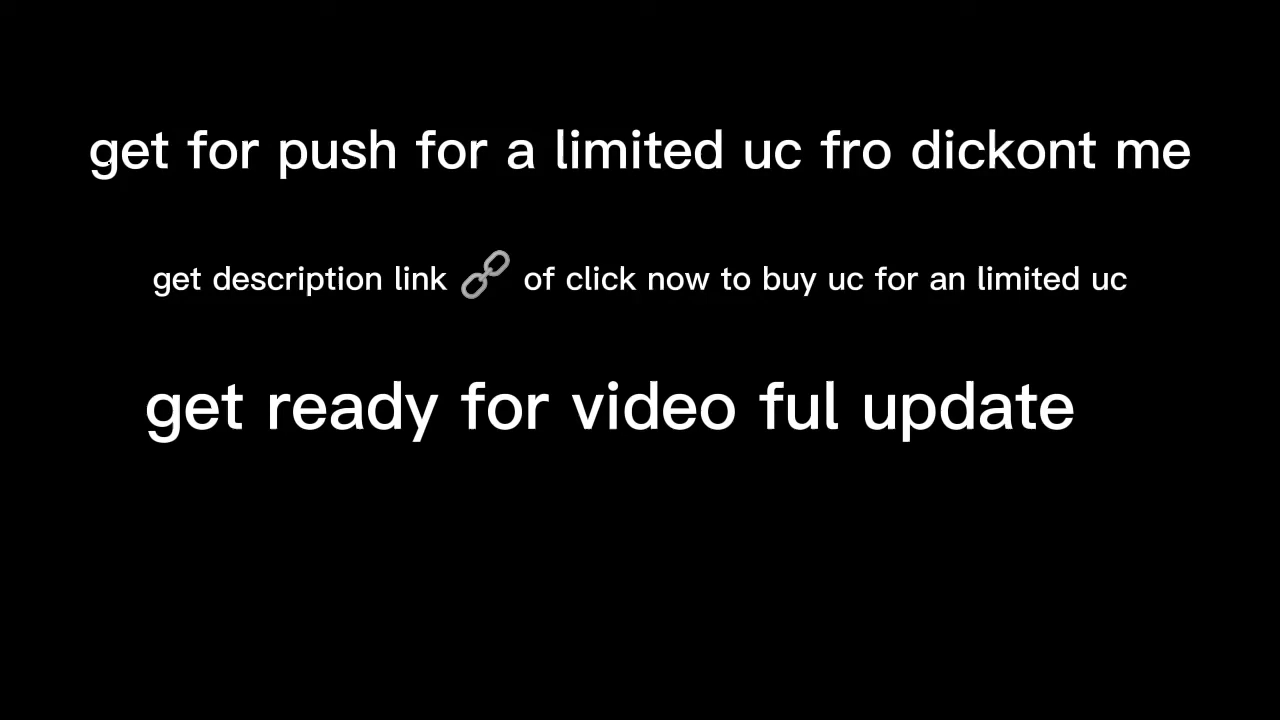 get for push for a limited uc fro dickont me
get description link 🔗 of click now to buy uc for an limited uc
get ready for video ful update